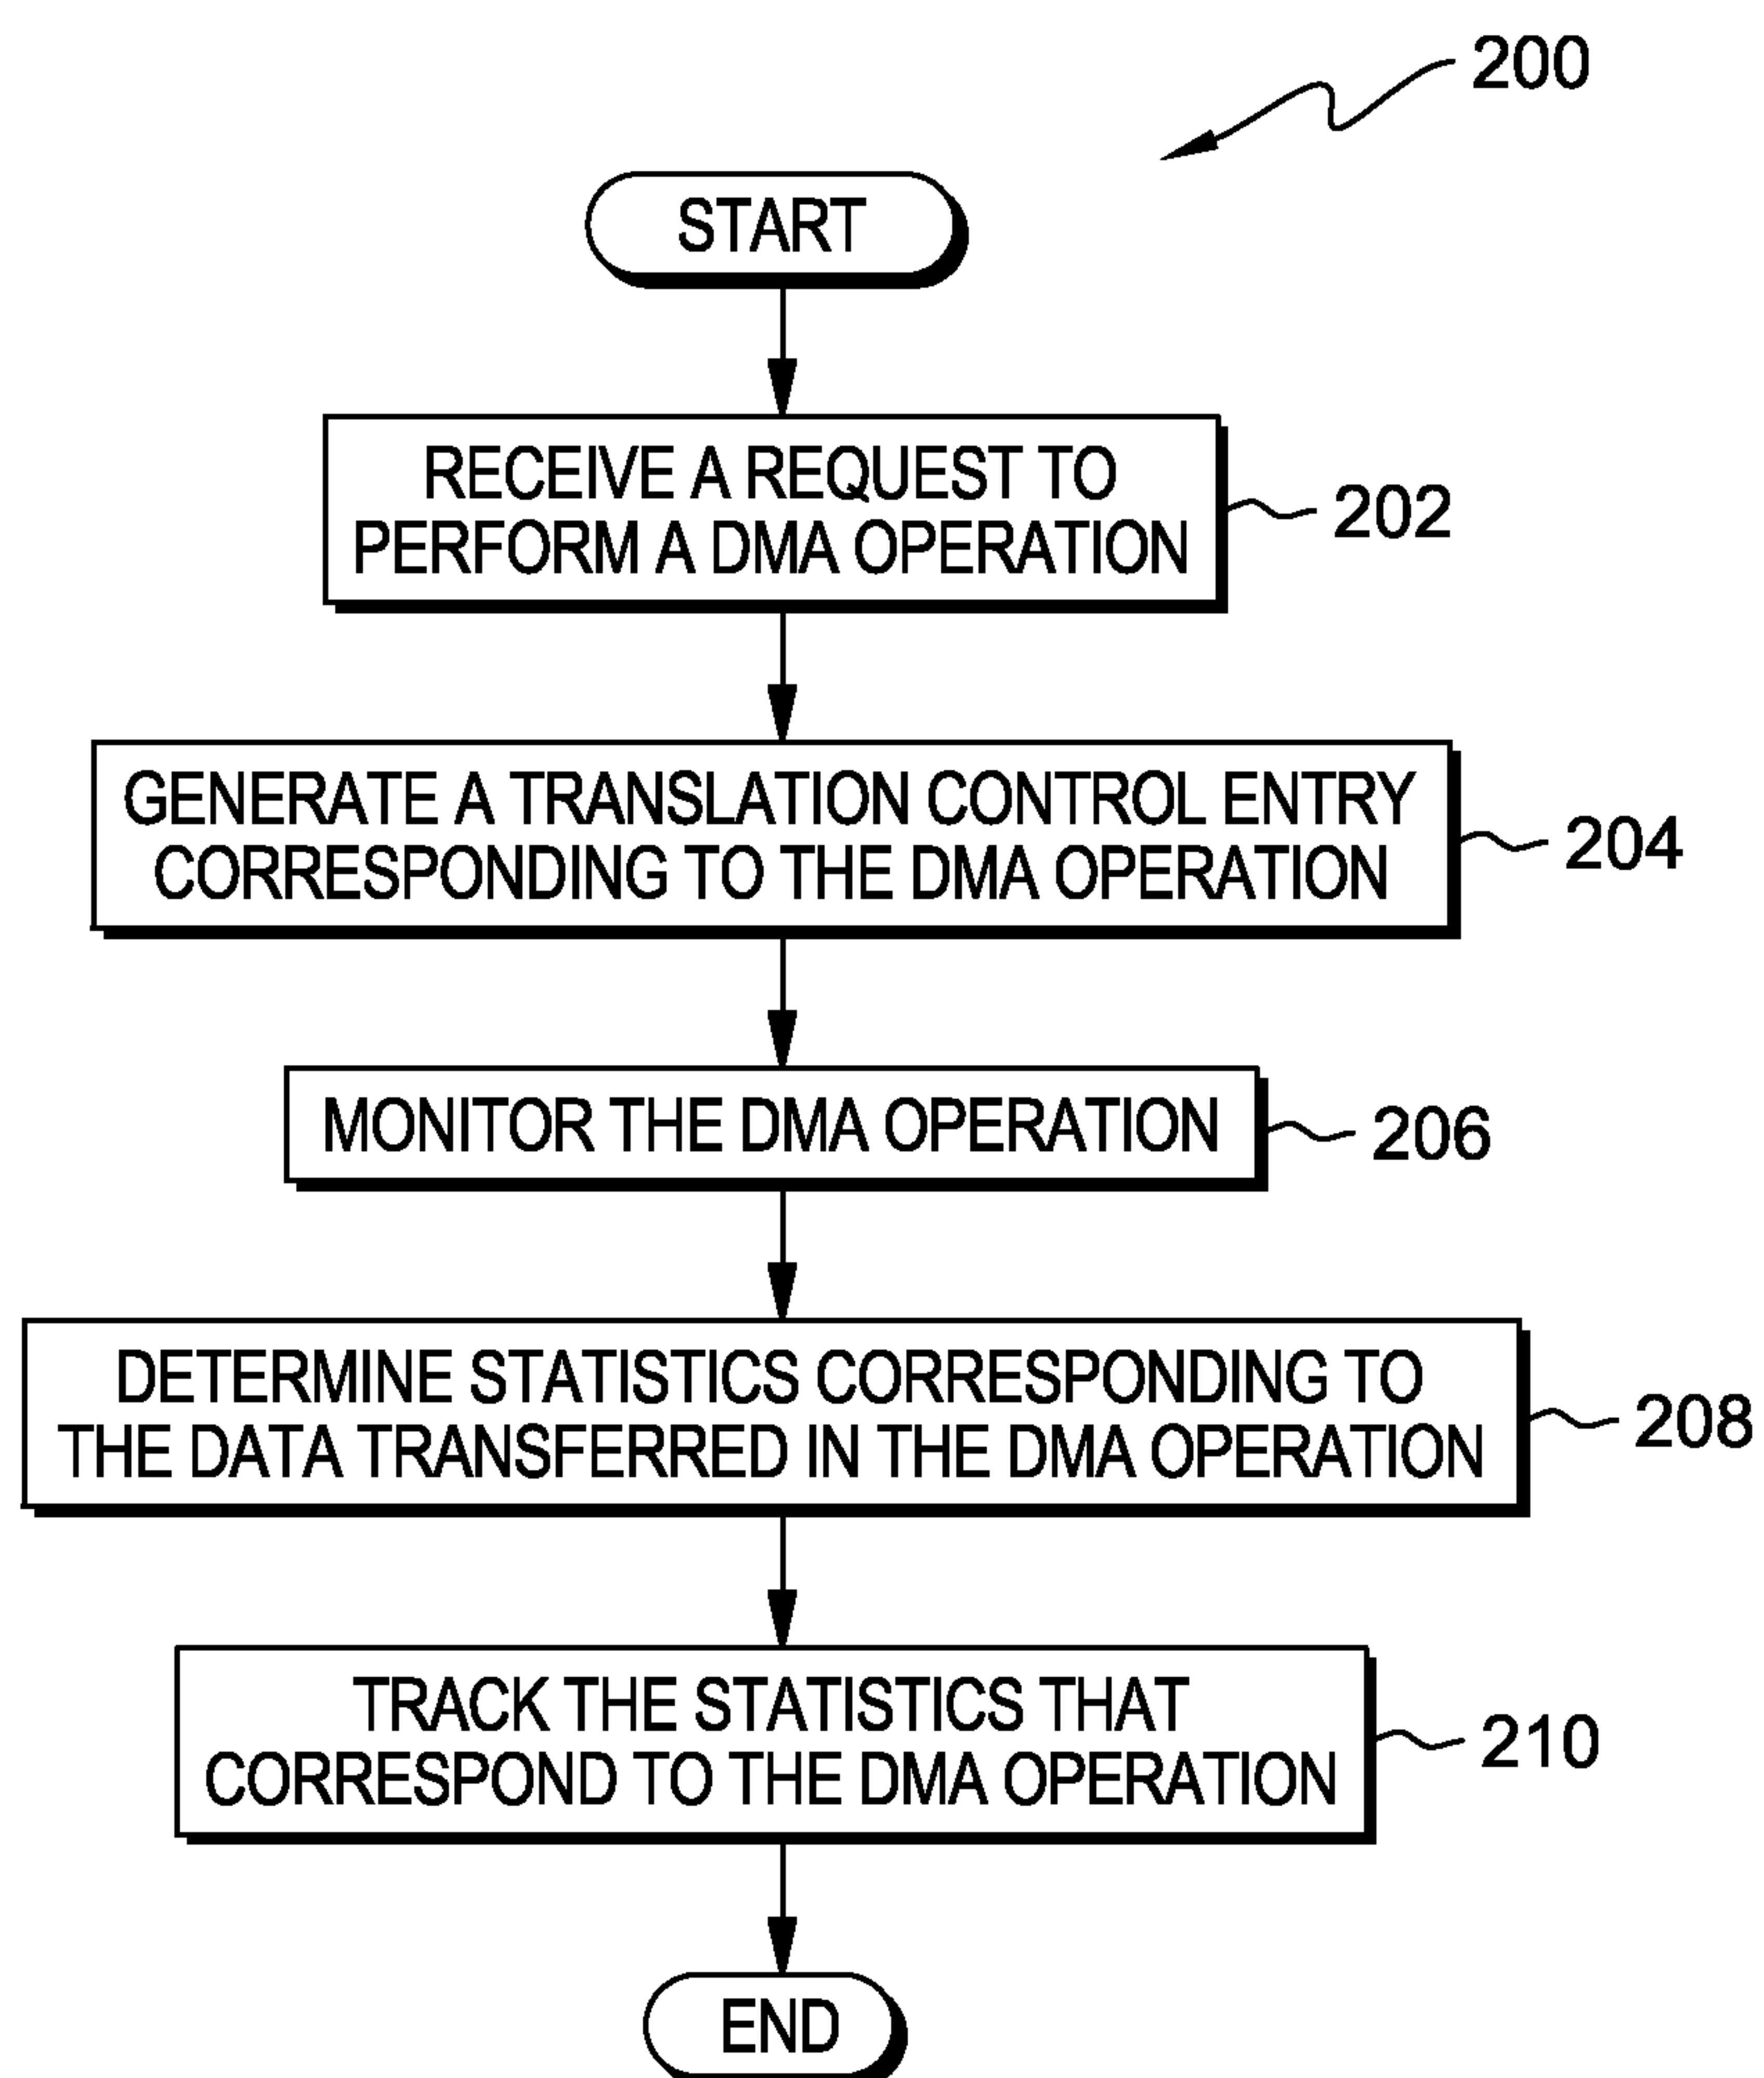 200
START
RECEIVE A REQUEST TO
PERFORM A DMA OPERATION
202
GENERATE A TRANSLATION CONTROL ENTRY
CORRESPONDING TO THE DMA OPERATION
204
MONITOR THE DMA OPERATION
206
DETERMINE STATISTICS CORRESPONDING TO
THE DATA TRANSFERRED IN THE DMA OPERATION
208
TRACK THE STATISTICS THAT
CORRESPOND TO THE DMA OPERATION
210
END